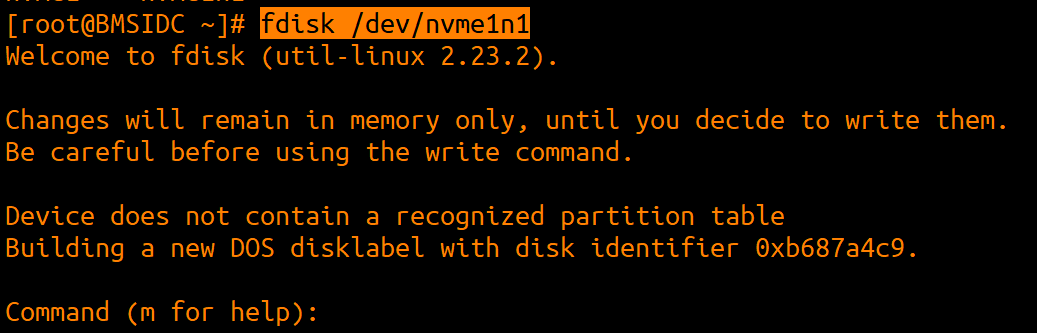 [root@BMSIDC ~]# fdisk /dev/nvme1n1
Welcome to fdisk (util-linux 2.23.2).
Changes will remain in memory only, until you decide to write them.
Be careful before using the write command.
Device does not contain a recognized partition table
Building a new DOS disklabel with disk identifier 0xb687a4c9.
Command (m for help):